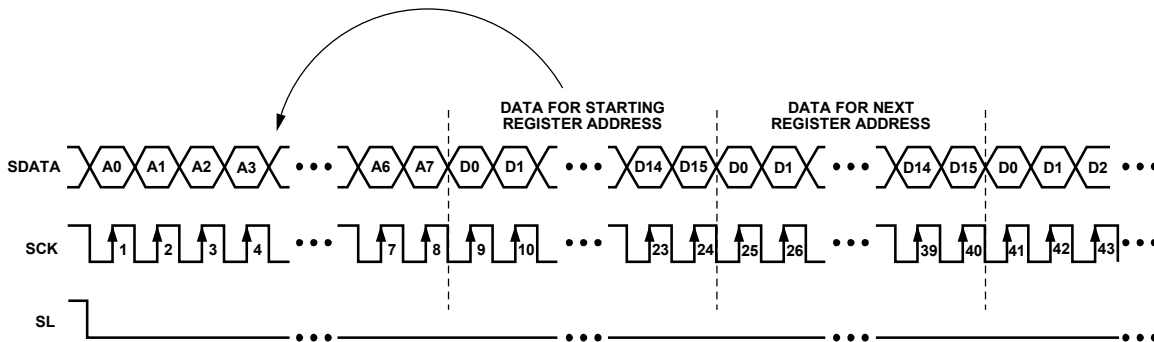 DATA FOR STARTING DATA FOR NEXT
REGISTER ADDRESS REGISTER ADDRESS
SDATA A0 A1 A2 A3 ••• A6 A7 D0 D1 ••• D14 D15 D0 D1 ••• D14 D15 D0 D1 D2 •••
SCK 1 2 3 4 ••• 7 8 9 10 ••• 23 24 25 26 ••• 39 40 41 42 43 •••
SL ••• ••• ••• •••